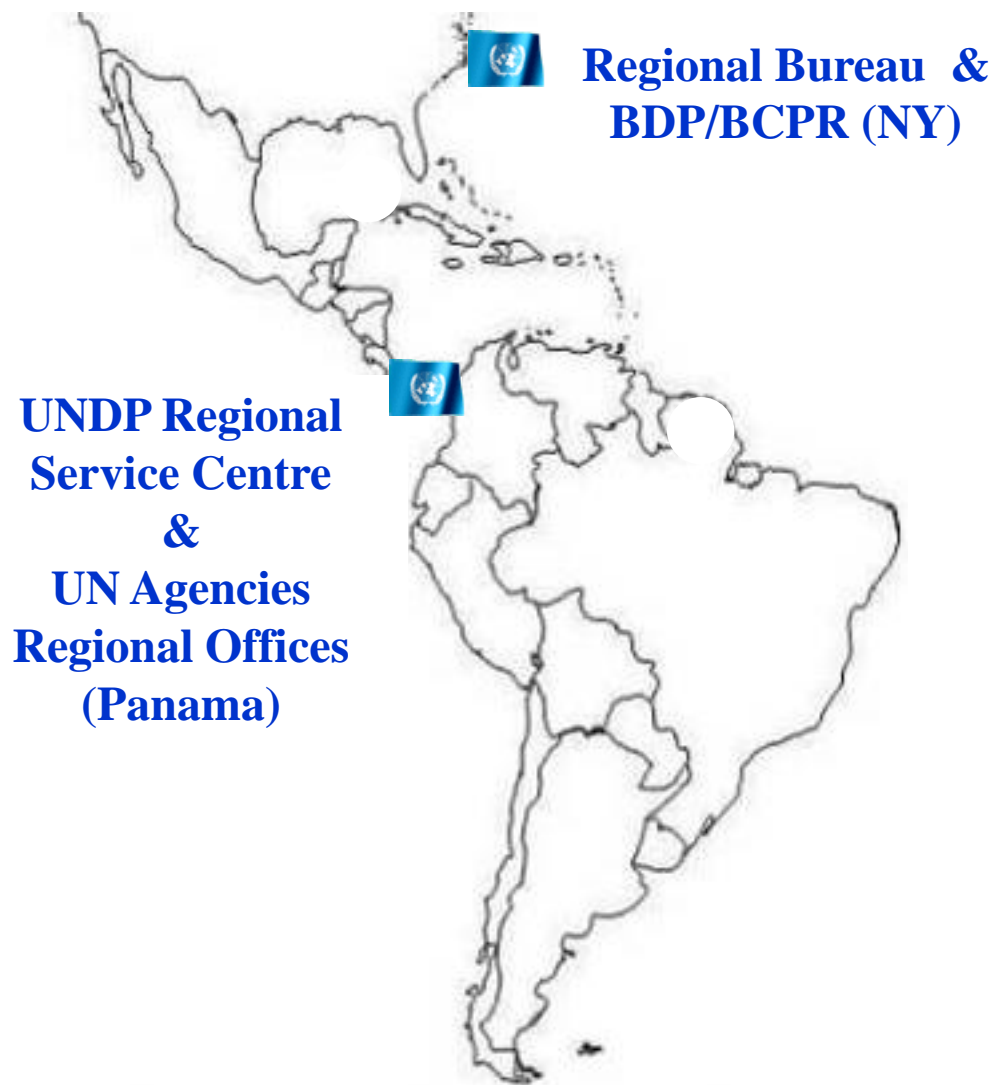 Regional Bureau &
BDP/BCPR (NY)
UNDP Regional
Service Centre
&
UN Agencies
Regional Offices
(Panama)